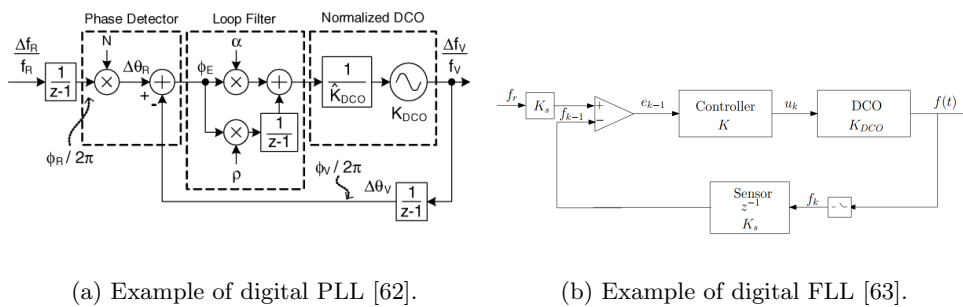 Phase Detector
Loop Filter
Normalized DCO
Δf_R
f_R
1
z-1
N
Δθ_R
+
-
ϕ_E
α
1
z-1
ρ
1
K̂_DCO
K_DCO
Δf_V
f_V
ϕ_R / 2π
ϕ_V / 2π
Δθ_V
1
z-1
(a) Example of digital PLL [62].
f_r
K_s
f_{k-1}
+
−
e_{k-1}
Controller
K
u_k
DCO
K_{DCO}
f(t)
Sensor
z^{-1}
K_s
f_k
(b) Example of digital FLL [63].